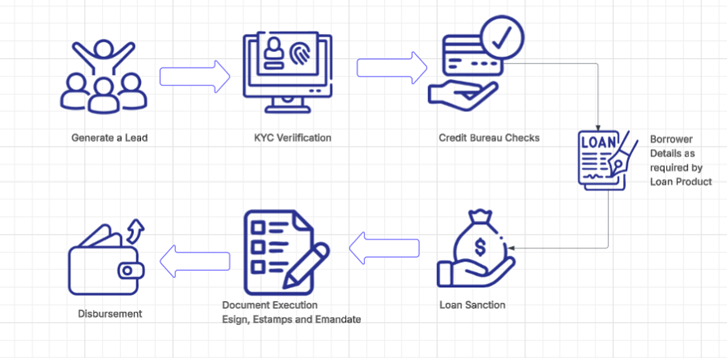 Generate a Lead
KYC Veriification
Credit Bureau Checks
LOAN
Borrower
Details as
required by
Loan Product
Loan Sanction
$
Document Execution
Esign, Estamps and Emandate
Disbursement